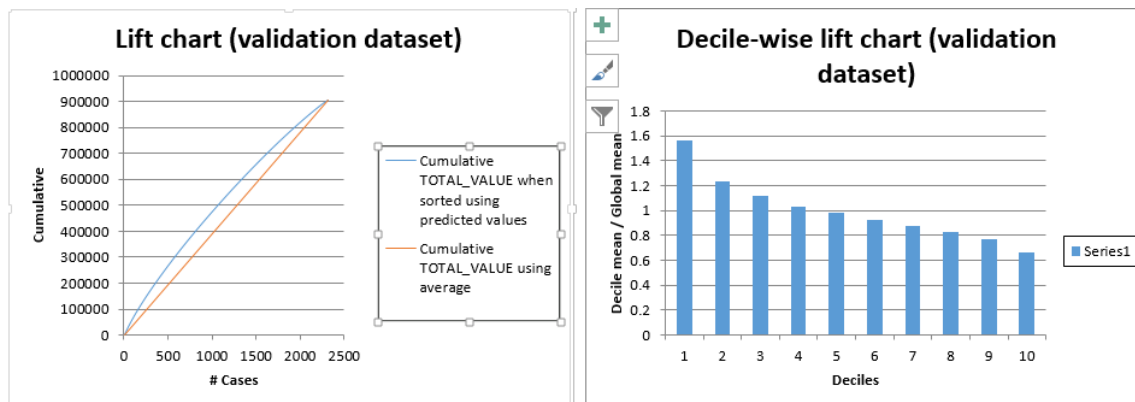 Lift chart (validation dataset)
1000000
900000
800000
700000
600000
500000
400000
300000
200000
100000
0
Cumulative
0 500 1000 1500 2000 2500
# Cases
Cumulative
TOTAL_VALUE when
sorted using
predicted values
Cumulative
TOTAL_VALUE using
average
Decile-wise lift chart (validation
dataset)
1.8
1.6
1.4
1.2
1
0.8
0.6
0.4
0.2
0
Decile mean / Global mean
1 2 3 4 5 6 7 8 9 10
Deciles
Series1